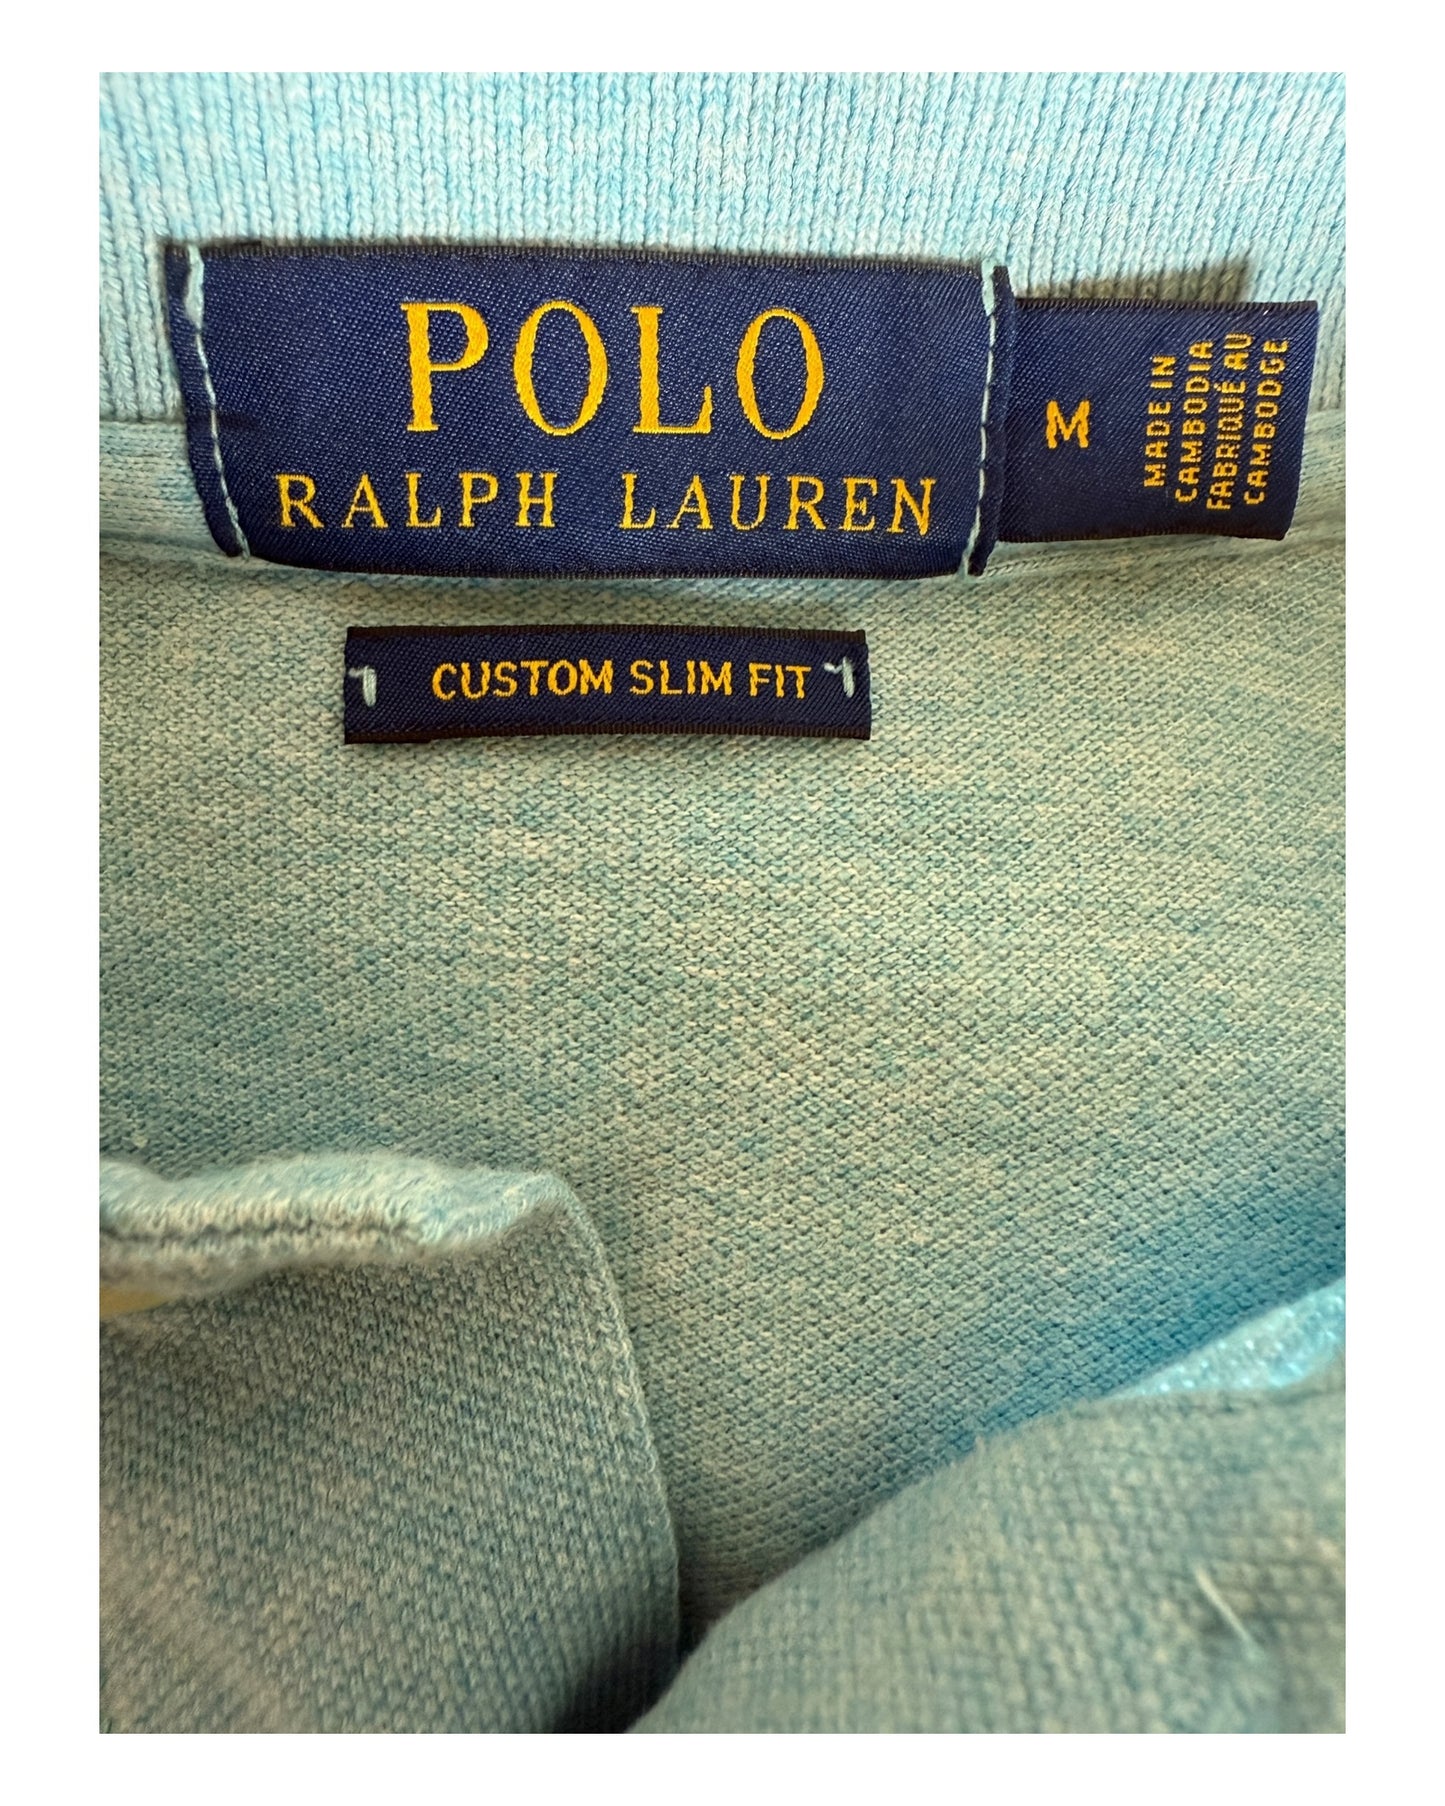 POLO
RALPH LAUREN
M
MADE IN
CAMBODIA
FABRIQUÉ AU
CAMBODGE
CUSTOM SLIM FIT